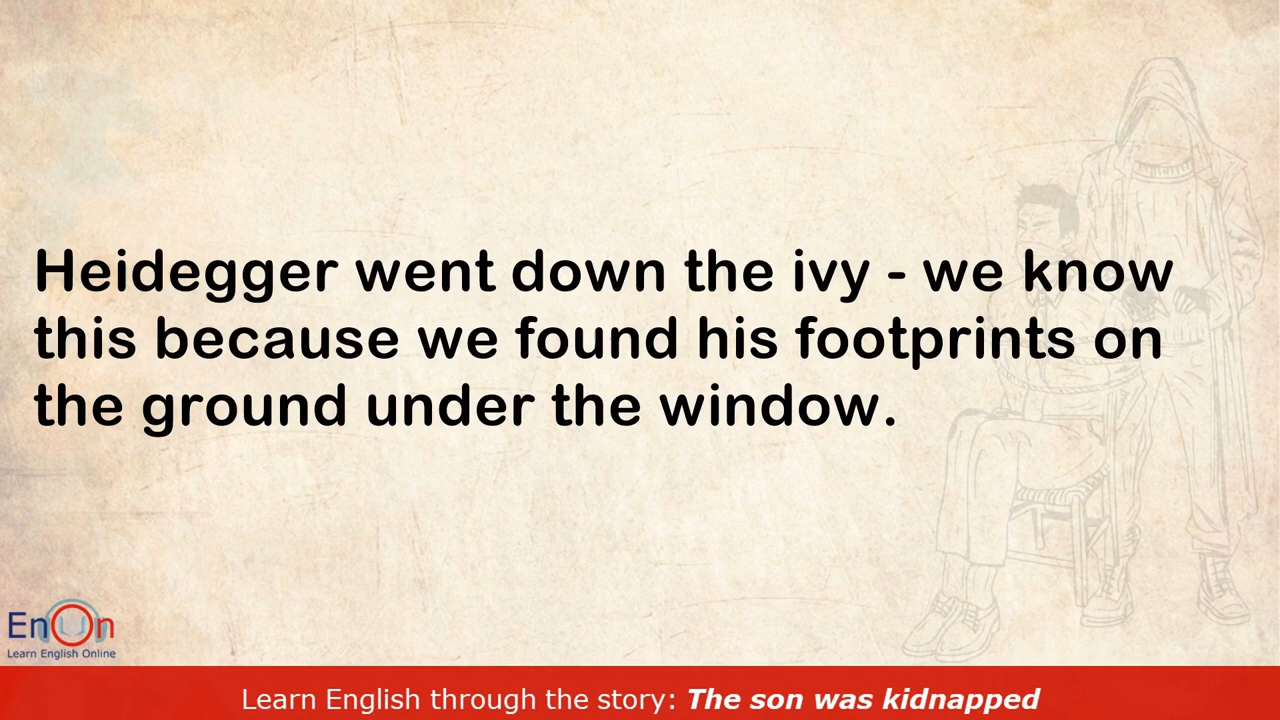 Heidegger went down the ivy - we know
this because we found his footprints on
the ground under the window.
EnOn
Learn English Online
Learn English through the story: The son was kidnapped